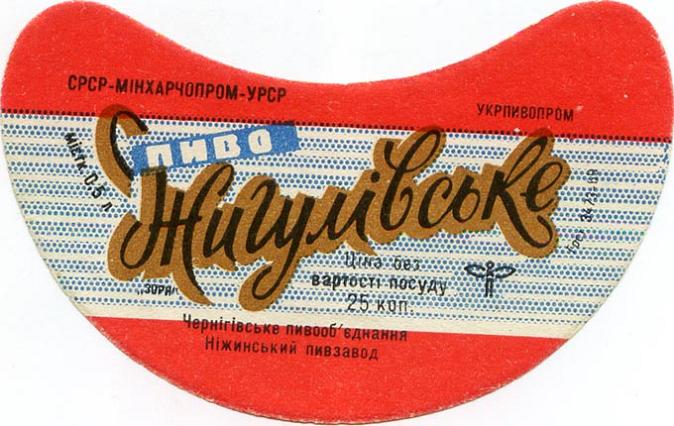 СРСР-МІНХАРЧОПРОМ-УРСР
УКРПИВОПРОМ
ПИВО
Жигулівське
міст. 0,5 л
Ціна без
вартості посуду
25 коп.
„ЗОРЯ"
Чернігівське пивооб'єднання
Ніжинський пивзавод